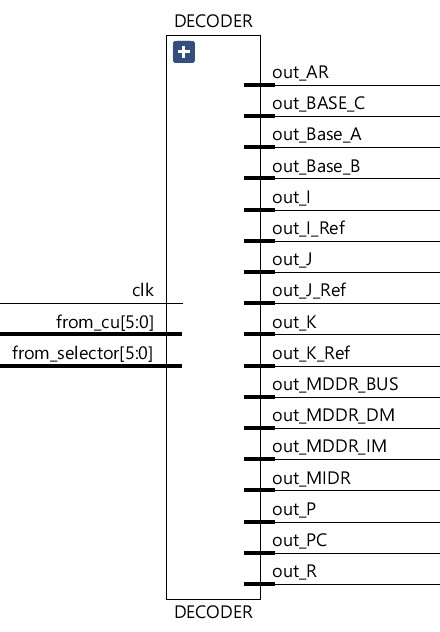 DECODER
out_AR
out_BASE_C
out_Base_A
out_Base_B
out_I
out_I_Ref
out_J
clk
out_J_Ref
from_cu[5:0]
out_K
from_selector[5:0]
out_K_Ref
out_MDDR_BUS
out_MDDR_DM
out_MDDR_IM
out_MIDR
out_P
out_PC
out_R
DECODER